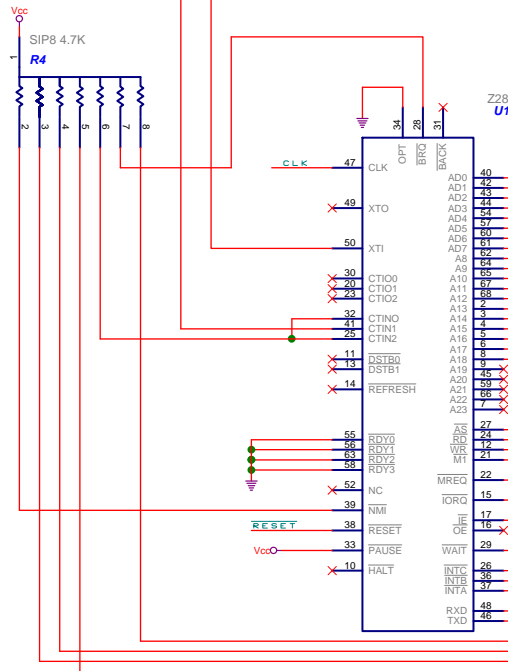 Vcc
SIP8 4.7K
R4
1
2
3
4
5
6
7
8
Z28
U1
34
28
31
OPT
BRQ
BACK
CLK
47
CLK
49
XTO
50
XTI
30
CTIO0
20
CTIO1
23
CTIO2
32
CTINO
41
CTIN1
25
CTIN2
11
DSTB0
13
DSTB1
14
REFRESH
55
RDY0
56
RDY1
63
RDY2
58
RDY3
52
NC
39
NMI
RESET
38
RESET
Vcc
33
PAUSE
10
HALT
AD0 40
AD1 42
AD2 43
AD3 44
AD4 54
AD5 57
AD6 60
AD7 61
A8 62
A9 64
A10 65
A11 67
A12 68
A13 2
A14 3
A15 4
A16 5
A17 6
A18 8
A19 9
A20 45
A21 59
A22 66
A23 7
AS 27
RD 24
WR 12
M1 21
MREQ 22
IORQ 15
IE 17
OE 16
WAIT 29
INTC 26
INTB 36
INTA 37
RXD 48
TXD 46